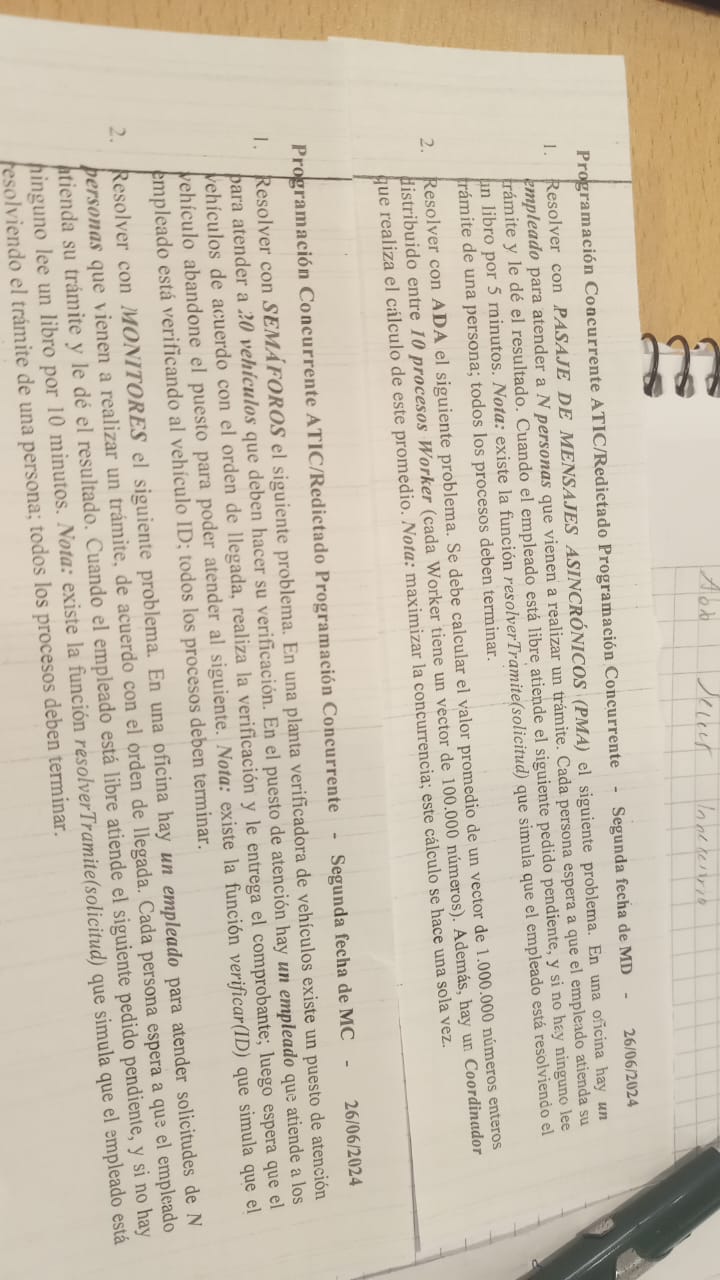 Programación Concurrente ATIC/Redictado Programación Concurrente - Segunda fecha de MD - 26/06/2024
1. Resolver con PASAJE DE MENSAJES ASINCRÓNICOS (PMA) el siguiente problema. En una oficina hay un
empleado para atender a N personas que vienen a realizar un trámite. Cada persona espera a que el empleado atienda su
trámite y le dé el resultado. Cuando el empleado está libre atiende el siguiente pedido pendiente, y si no hay ninguno lee
un libro por 5 minutos. Nota: existe la función resolverTramite(solicitud) que simula que el empleado está resolviendo el
trámite de una persona; todos los procesos deben terminar.
2. Resolver con ADA el siguiente problema. Se debe calcular el valor promedio de un vector de 1.000.000 números enteros
distribuido entre 10 procesos Worker (cada Worker tiene un vector de 100.000 números). Además, hay un Coordinador
que realiza el cálculo de este promedio. Nota: maximizar la concurrencia; este cálculo se hace una sola vez.
Programación Concurrente ATIC/Redictado Programación Concurrente - Segunda fecha de MC - 26/06/2024
1. Resolver con SEMÁFOROS el siguiente problema. En una planta verificadora de vehículos existe un puesto de atención
para atender a 20 vehículos que deben hacer su verificación. En el puesto de atención hay un empleado que atiende a los
vehículos de acuerdo con el orden de llegada, realiza la verificación y le entrega el comprobante; luego espera que el
vehículo abandone el puesto para poder atender al siguiente. Nota: existe la función verificar(ID) que simula que el
empleado está verificando al vehículo ID; todos los procesos deben terminar.
2. Resolver con MONITORES el siguiente problema. En una oficina hay un empleado para atender solicitudes de N
personas que vienen a realizar un trámite, de acuerdo con el orden de llegada. Cada persona espera a que el empleado
atienda su trámite y le dé el resultado. Cuando el empleado está libre atiende el siguiente pedido pendiente, y si no hay
ninguno lee un libro por 10 minutos. Nota: existe la función resolverTramite(solicitud) que simula que el empleado está
resolviendo el trámite de una persona; todos los procesos deben terminar.